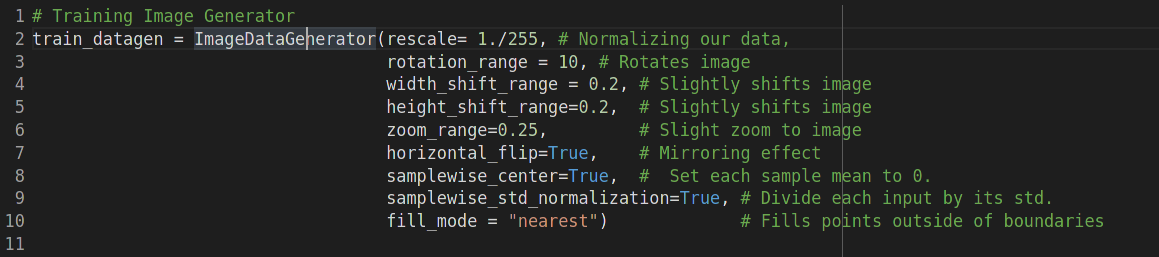 1 # Training Image Generator
2 train_datagen = ImageDataGenerator(rescale= 1./255, # Normalizing our data,
3 rotation_range = 10, # Rotates image
4 width_shift_range = 0.2, # Slightly shifts image
5 height_shift_range=0.2, # Slightly shifts image
6 zoom_range=0.25, # Slight zoom to image
7 horizontal_flip=True, # Mirroring effect
8 samplewise_center=True, #  Set each sample mean to 0.
9 samplewise_std_normalization=True, # Divide each input by its std.
10 fill_mode = "nearest") # Fills points outside of boundaries
11